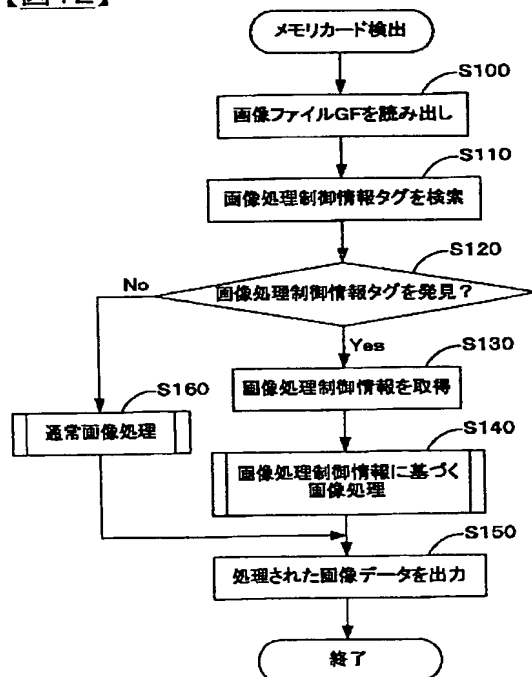 メモリカード検出
S100
画像ファイルGFを読み出し
S110
画像処理制御情報タグを検索
S120
画像処理制御情報タグを発見？
No
Yes
S130
画像処理制御情報を取得
S160
通常画像処理
S140
画像処理制御情報に基づく
画像処理
S150
処理された画像データを出力
終了